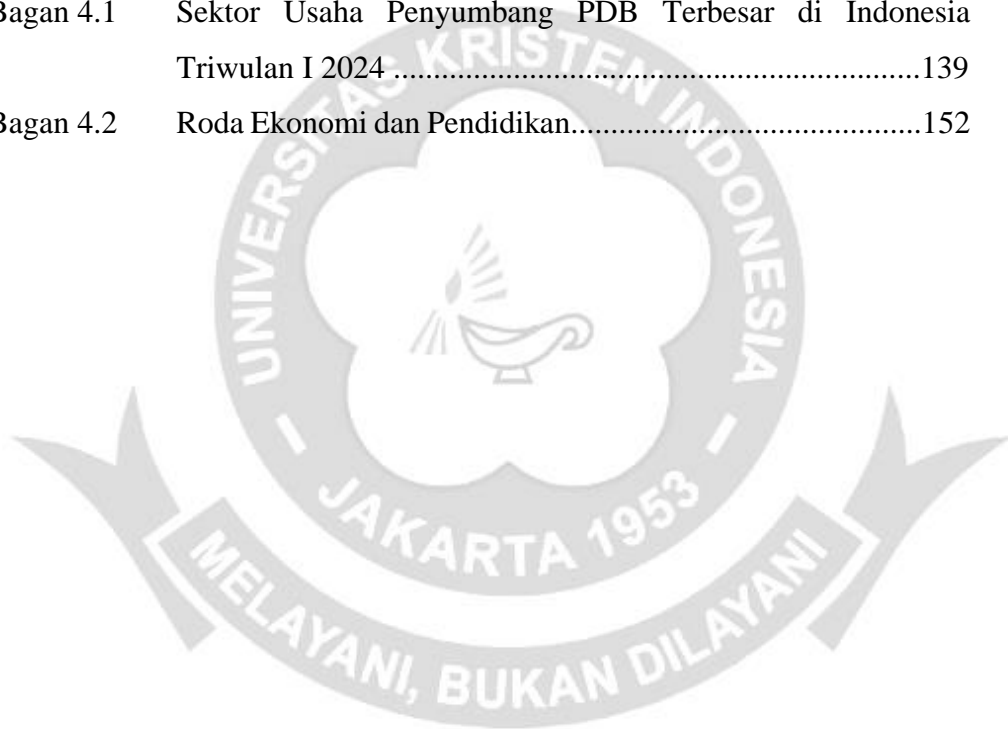 Bagan 4.1 Sektor Usaha Penyumbang PDB Terbesar di Indonesia
Triwulan I 2024 ........................................................139
Bagan 4.2 Roda Ekonomi dan Pendidikan.....................................152
UNIVERSITAS KRISTEN INDONESIA
- JAKARTA 1953 -
MELAYANI, BUKAN DILAYANI